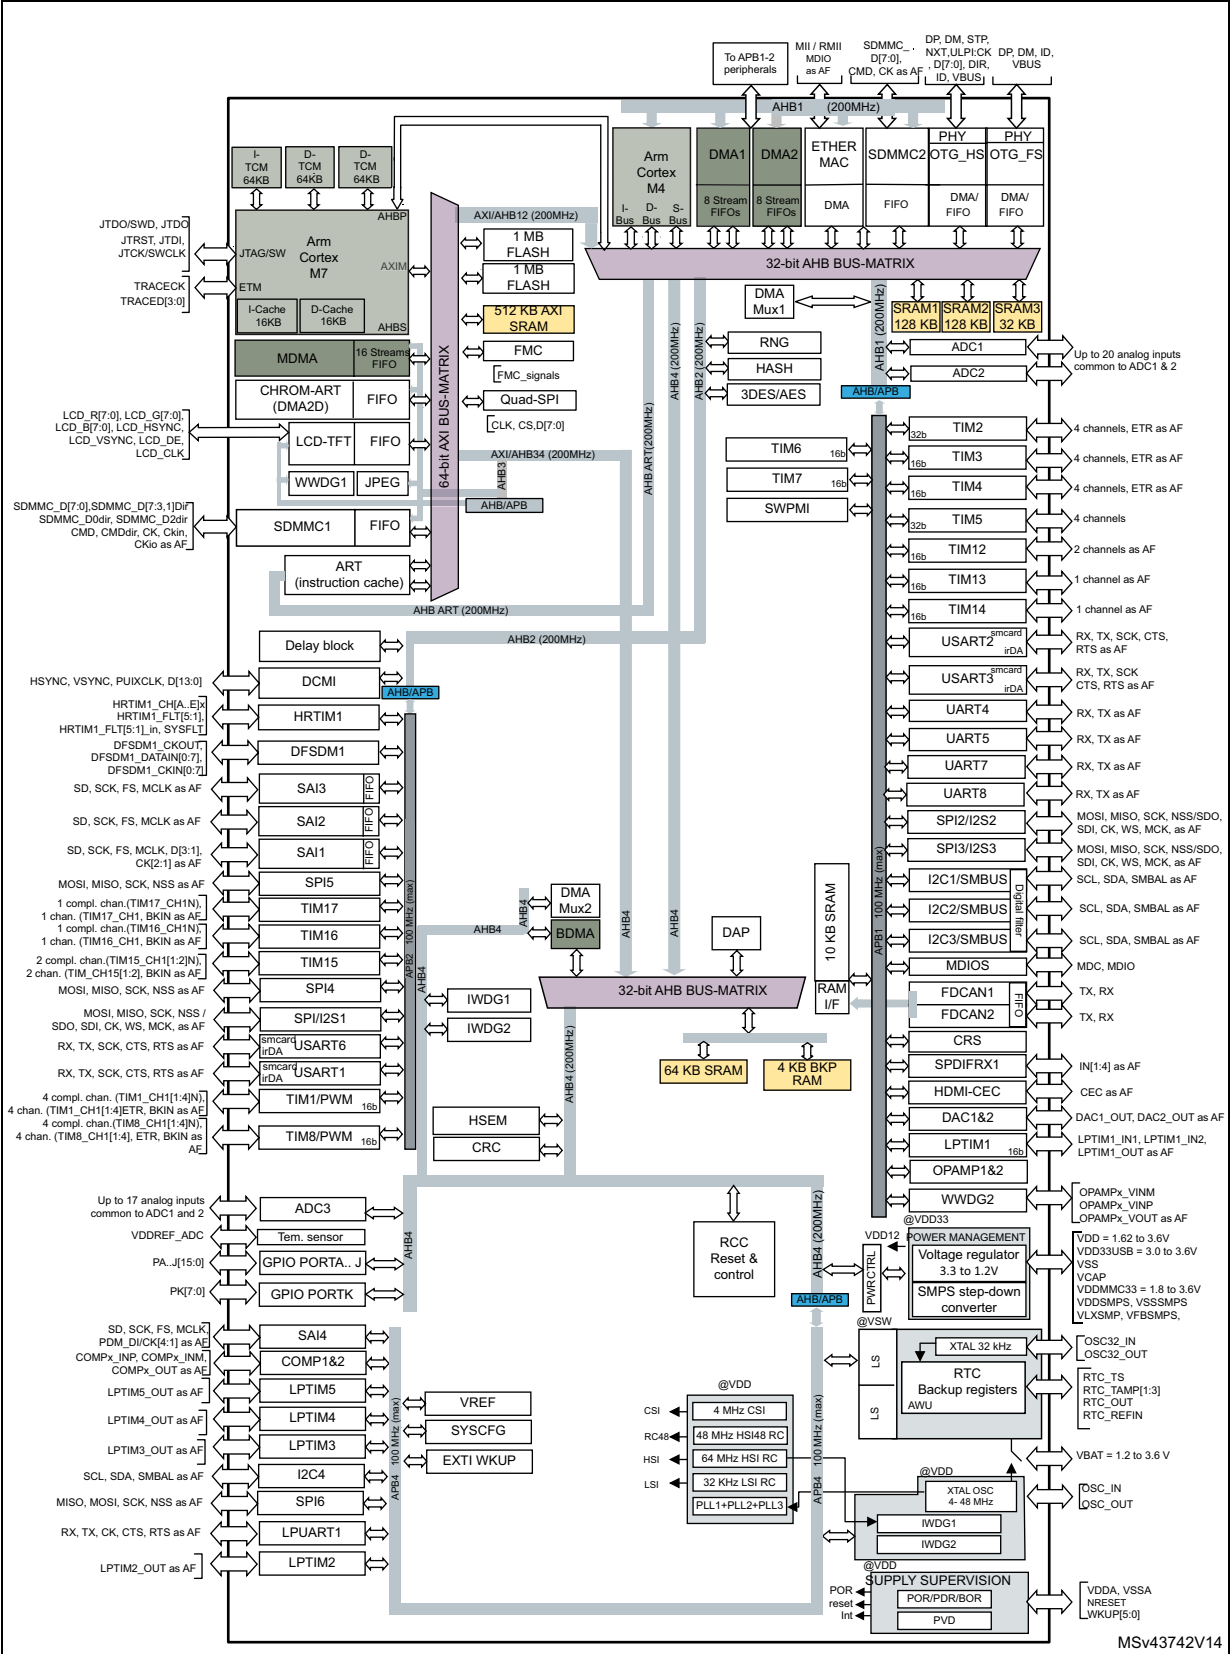 To APB1-2
peripherals
MII / RMII
MDIO
as AF
SDMMC_
D[7:0],
CMD, CK as AF
DP, DM, STP,
NXT,ULPI:CK
, D[7:0], DIR,
ID, VBUS
DP, DM, ID,
VBUS
AHB1 (200MHz)
I-
TCM
64KB
D-
TCM
64KB
D-
TCM
64KB
Arm
Cortex
M4
I-
Bus
D-
Bus
S-
Bus
DMA1
8 Stream
FIFOs
DMA2
8 Stream
FIFOs
ETHER
MAC
DMA
SDMMC2
FIFO
PHY
OTG_HS
DMA/
FIFO
PHY
OTG_FS
DMA/
FIFO
JTDO/SWD, JTDO
JTRST, JTDI,
JTCK/SWCLK
TRACECK
TRACED[3:0]
JTAG/SW
ETM
Arm
Cortex
M7
AHBP
AXIM
AHBS
I-Cache
16KB
D-Cache
16KB
AXI/AHB12 (200MHz)
1 MB
FLASH
1 MB
FLASH
512 KB AXI
SRAM
FMC
FMC_signals
Quad-SPI
CLK, CS,D[7:0]
64-bit AXI BUS-MATRIX
32-bit AHB BUS-MATRIX
DMA
Mux1
SRAM1
128 KB
SRAM2
128 KB
SRAM3
32 KB
AHB1 (200MHz)
AHB ART(200MHz)
AHB4 (200MHz)
AHB2 (200MHz)
RNG
HASH
3DES/AES
ADC1
ADC2
Up to 20 analog inputs
common to ADC1 & 2
AHB/APB
MDMA
16 Streams
FIFO
CHROM-ART
(DMA2D)
FIFO
LCD_R[7:0], LCD_G[7:0],
LCD_B[7:0], LCD_HSYNC,
LCD_VSYNC, LCD_DE,
LCD_CLK
LCD-TFT
FIFO
WWDG1
JPEG
AXI/AHB34 (200MHz)
AHB3
AHB/APB
SDMMC_D[7:0],SDMMC_D[7:3,1]Dir
SDMMC_D0dir, SDMMC_D2dir
CMD, CMDdir, CK, Ckin,
CKio as AF
SDMMC1
FIFO
ART
(instruction cache)
AHB ART (200MHz)
TIM6
16b
TIM7
16b
SWPMI
TIM2
32b
4 channels, ETR as AF
TIM3
16b
4 channels, ETR as AF
TIM4
16b
4 channels, ETR as AF
TIM5
32b
4 channels
TIM12
16b
2 channels as AF
TIM13
16b
1 channel as AF
TIM14
16b
1 channel as AF
USART2
smcard
irDA
RX, TX, SCK, CTS,
RTS as AF
USART3
smcard
irDA
RX, TX, SCK
CTS, RTS as AF
UART4
RX, TX as AF
UART5
RX, TX as AF
UART7
RX, TX as AF
UART8
RX, TX as AF
SPI2/I2S2
MOSI, MISO, SCK, NSS/SDO,
SDI, CK, WS, MCK, as AF
SPI3/I2S3
MOSI, MISO, SCK, NSS/SDO,
SDI, CK, WS, MCK, as AF
I2C1/SMBUS
SCL, SDA, SMBAL as AF
I2C2/SMBUS
SCL, SDA, SMBAL as AF
I2C3/SMBUS
SCL, SDA, SMBAL as AF
Digital filter
MDIOS
MDC, MDIO
FDCAN1
TX, RX
FDCAN2
TX, RX
FIFO
CRS
SPDIFRX1
IN[1:4] as AF
HDMI-CEC
CEC as AF
DAC1&2
DAC1_OUT, DAC2_OUT as AF
LPTIM1
16b
LPTIM1_IN1, LPTIM1_IN2,
LPTIM1_OUT as AF
OPAMP1&2
WWDG2
OPAMPx_VINM
OPAMPx_VINP
OPAMPx_VOUT as AF
APB1 100 MHz (max)
10 KB SRAM
RAM
I/F
AHB2 (200MHz)
Delay block
HSYNC, VSYNC, PUIXCLK, D[13:0]
DCMI
AHB/APB
HRTIM1_CH[A..E]x
HRTIM1_FLT[5:1],
HRTIM1_FLT[5:1]_in, SYSFLT
HRTIM1
DFSDM1_CKOUT,
DFSDM1_DATAIN[0:7],
DFSDM1_CKIN[0:7]
DFSDM1
SD, SCK, FS, MCLK as AF
SAI3
FIFO
SD, SCK, FS, MCLK as AF
SAI2
FIFO
SD, SCK, FS, MCLK, D[3:1],
CK[2:1] as AF
SAI1
FIFO
MOSI, MISO, SCK, NSS as AF
SPI5
1 compl. chan.(TIM17_CH1N),
1 chan. (TIM17_CH1, BKIN as AF
TIM17
1 compl. chan.(TIM16_CH1N)
1 chan. (TIM16_CH1, BKIN as AF
TIM16
2 compl. chan.(TIM15_CH1[1:2]N),
2 chan. (TIM_CH15[1:2], BKIN as AF
TIM15
MOSI, MISO, SCK, NSS as AF
SPI4
MOSI, MISO, SCK, NSS /
SDO, SDI, CK, WS, MCK, as AF
SPI/I2S1
RX, TX, SCK, CTS, RTS as AF
smcard
irDA
USART6
RX, TX, SCK, CTS, RTS as AF
smcard
irDA
USART1
4 compl. chan. (TIM1_CH1[1:4]N),
4 chan. (TIM1_CH1[1:4]ETR, BKIN as AF
TIM1/PWM
16b
4 compl. chan. (TIM8_CH1[1:4]N),
4 chan. (TIM8_CH1[1:4], ETR, BKIN as
AF
TIM8/PWM
16b
APB2 100 MHz (max)
AHB4
AHB4
AHB4
DMA
Mux2
BDMA
AHB4
AHB4
DAP
32-bit AHB BUS-MATRIX
IWDG1
IWDG2
AHB4 (200MHz)
64 KB SRAM
4 KB BKP
RAM
HSEM
CRC
Up to 17 analog inputs
common to ADC1 and 2
ADC3
VDDREF_ADC
Tem. sensor
PA..J[15:0]
GPIO PORTA.. J
PK[7:0]
GPIO PORTK
AHB4
RCC
Reset &
control
AHB4 (200MHz)
AHB/APB
@VDD33
VDD12
POWER MANAGEMENT
Voltage regulator
3.3 to 1.2V
SMPS step-down
converter
PWRCTRL
VDD = 1.62 to 3.6V
VDD33USB = 3.0 to 3.6V
VSS
VCAP
VDDMMC33 = 1.8 to 3.6V
VDDSMPS, VSSSMPS
VLXSMP, VFBSMPS,
@VSW
LS
LS
XTAL 32 kHz
RTC
Backup registers
AWU
OSC32_IN
OSC32_OUT
RTC_TS
RTC_TAMP[1:3]
RTC_OUT
RTC_REFIN
VBAT = 1.2 to 3.6 V
SD, SCK, FS, MCLK,
PDM_DI/CK[4:1] as AF
SAI4
COMPx_INP, COMPx_INM,
COMPx_OUT as AF
COMP1&2
LPTIM5_OUT as AF
LPTIM5
LPTIM4_OUT as AF
LPTIM4
LPTIM3_OUT as AF
LPTIM3
SCL, SDA, SMBAL as AF
I2C4
MISO, MOSI, SCK, NSS as AF
SPI6
RX, TX, CK, CTS, RTS as AF
LPUART1
LPTIM2_OUT as AF
LPTIM2
APB4 100 MHz (max)
VREF
SYSCFG
EXTI WKUP
@VDD
CSI
4 MHz CSI
RC48
48 MHz HSI48 RC
HSI
64 MHz HSI RC
LSI
32 KHz LSI RC
PLL1+PLL2+PLL3
APB4 100 MHz (max)
@VDD
XTAL OSC
4- 48 MHz
IWDG1
IWDG2
OSC_IN
OSC_OUT
@VDD
SUPPLY SUPERVISION
POR
reset
Int
POR/PDR/BOR
PVD
VDDA, VSSA
NRESET
WKUP[5:0]
MSv43742V14